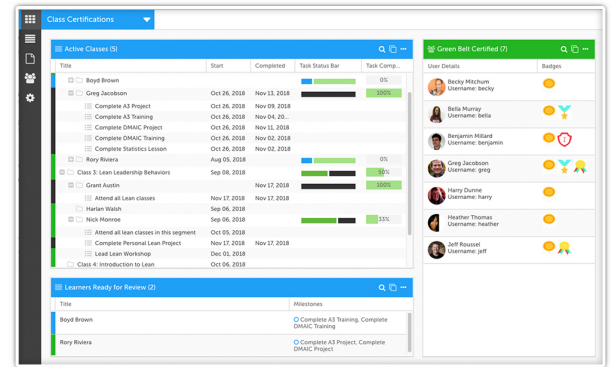 Class Certifications
Active Classes (5)
Title Start Completed Task Status Bar Task Comp...
Boyd Brown 0%
Greg Jacobson Oct 26, 2018 Nov 13, 2018 100%
Complete A3 Project Oct 26, 2018 Nov 09, 2018
Complete A3 Training Oct 26, 2018 Nov 04, 20...
Complete DMAIC Project Oct 26, 2018 Nov 11, 2018
Complete DMAIC Training Oct 26, 2018 Nov 02, 2018
Complete Statistics Lesson Oct 26, 2018 Nov 02, 2018
Rory Riviera Aug 05, 2018 0%
Class 3: Lean Leadership Behaviors Sep 08, 2018 50%
Grant Austin Nov 17, 2018 100%
Attend all Lean classes Nov 17, 2018 Nov 17, 2018
Harlan Walsh Sep 06, 2018
Nick Monroe Sep 06, 2018 33%
Attend all Lean classes in this segment Oct 05, 2018
Complete Personal Lean Project Nov 17, 2018 Nov 17, 2018
Lead Lean Workshop Dec 01, 2018
Class 4: Introduction to Lean Oct 06, 2018
Learners Ready for Review (2)
Title Milestones
Boyd Brown Complete A3 Training, Complete
DMAIC Training
Rory Riviera Complete A3 Project, Complete
DMAIC Project
Green Belt Certified (7)
User Details Badges
Becky Mitchum
Username: becky
Bella Murray
Username: bella
Benjamin Millard
Username: benjamin
Greg Jacobson
Username: greg
Harry Dunne
Username: harry
Heather Thomas
Username: heather
Jeff Roussel
Username: jeff